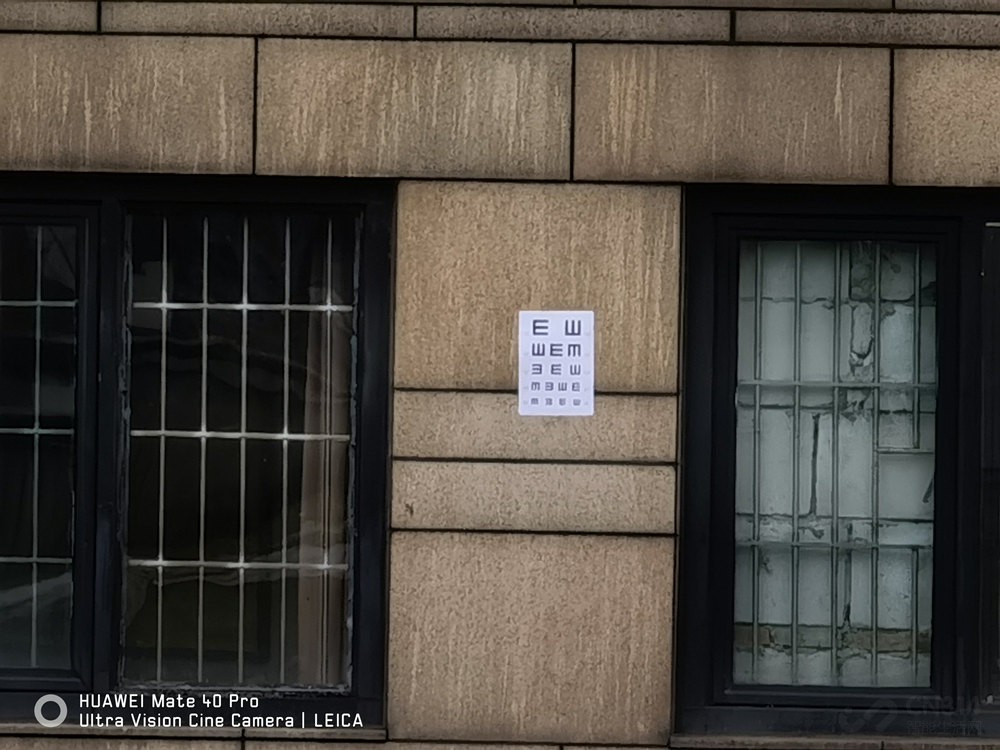 E Ш
Ш E m
Ǝ E Ш
m Ǝ Ш E
m Ǝ E Ш
HUAWEI Mate 40 Pro
Ultra Vision Cine Camera | LEICA